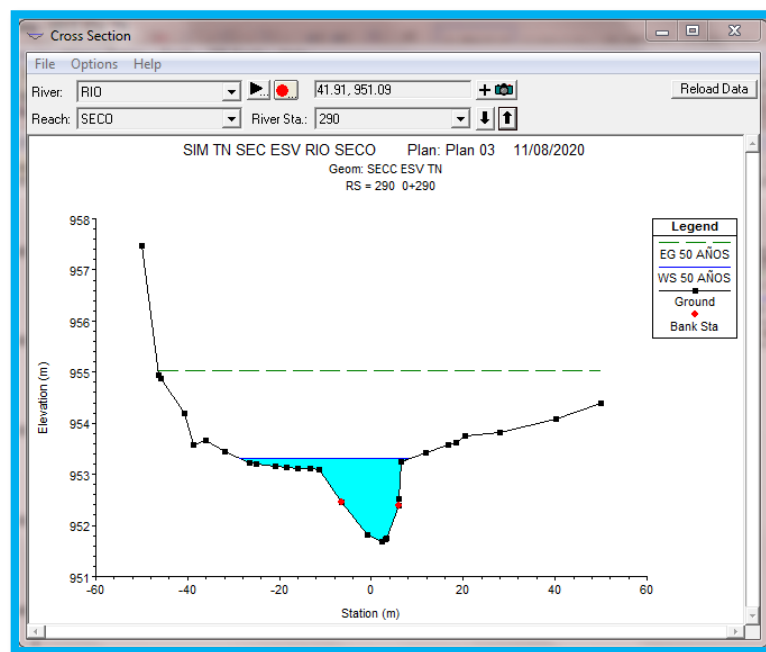 Cross Section
File Options Help
River: RIO 41.91, 951.09 Reload Data
Reach: SECO River Sta.: 290
SIM TN SEC ESV RIO SECO Plan: Plan 03 11/08/2020
Geom: SECC ESV TN
RS = 290 0+290
Legend
EG 50 AÑOS
WS 50 AÑOS
Ground
Bank Sta
958
957
956
955
954
953
952
951
Elevation (m)
-60 -40 -20 0 20 40 60
Station (m)